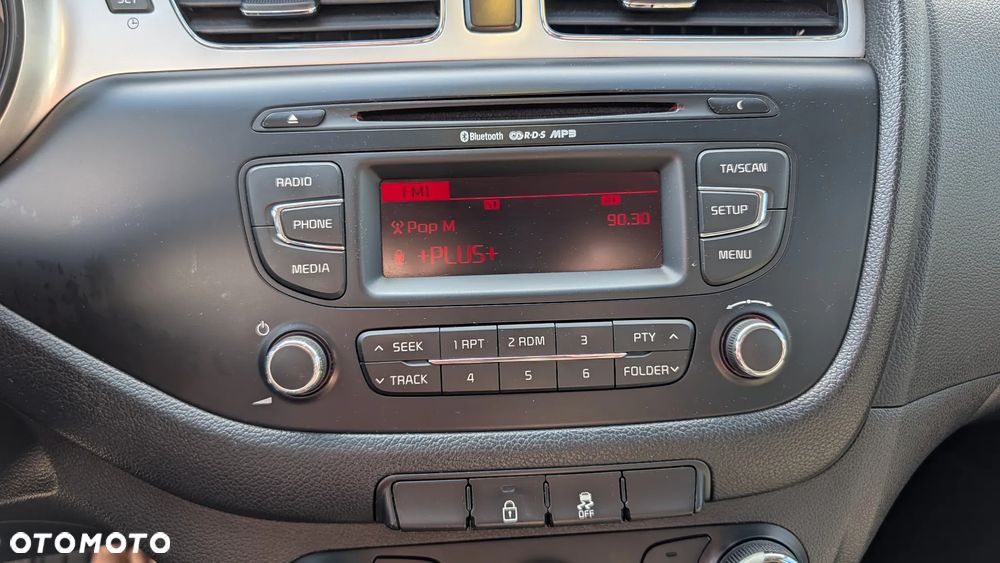 SET
Bluetooth R·D·S MP3
RADIO
PHONE
MEDIA
FM1
Pop M 90.30
+PLUS+
TA/SCAN
SETUP
MENU
SEEK 1 RPT 2 RDM 3 PTY
TRACK 4 5 6 FOLDER
OFF
OTOMOTO